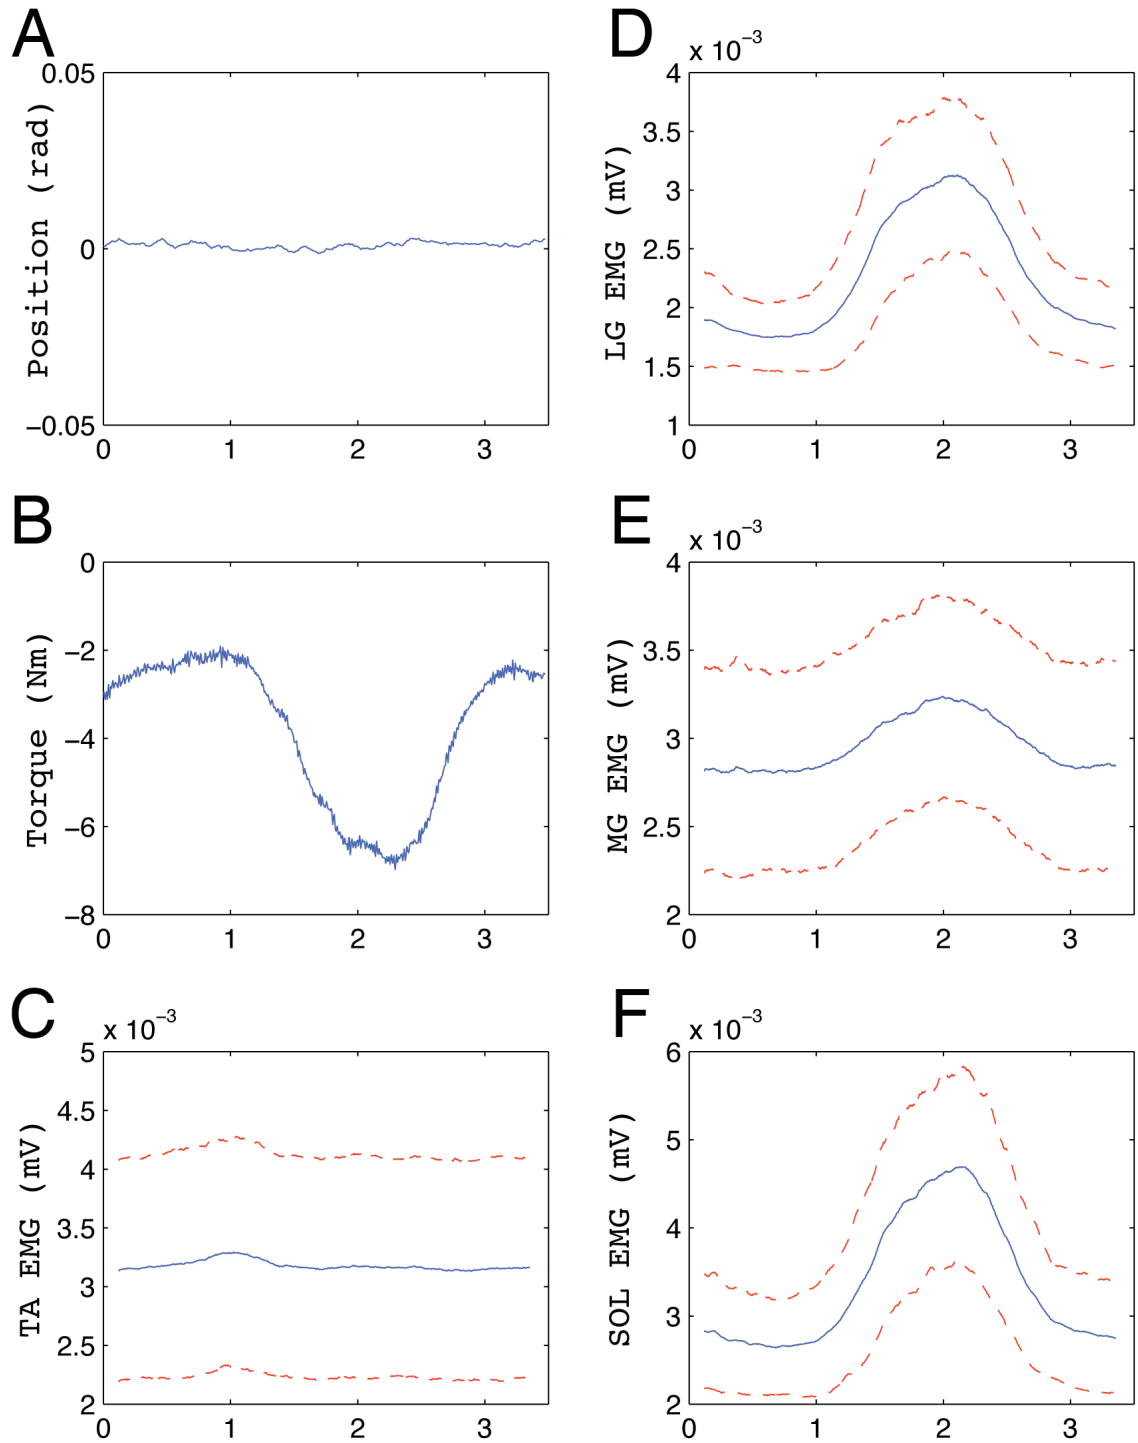 A
0.05
0
−0.05
Position (rad)
0 1 2 3
B
0
−2
−4
−6
−8
Torque (Nm)
0 1 2 3
C
x 10−3
5
4.5
4
3.5
3
2.5
2
TA EMG (mV)
0 1 2 3
D
x 10−3
4
3.5
3
2.5
2
1.5
1
LG EMG (mV)
0 1 2 3
E
x 10−3
4
3.5
3
2.5
2
MG EMG (mV)
0 1 2 3
F
x 10−3
6
5
4
3
2
SOL EMG (mV)
0 1 2 3